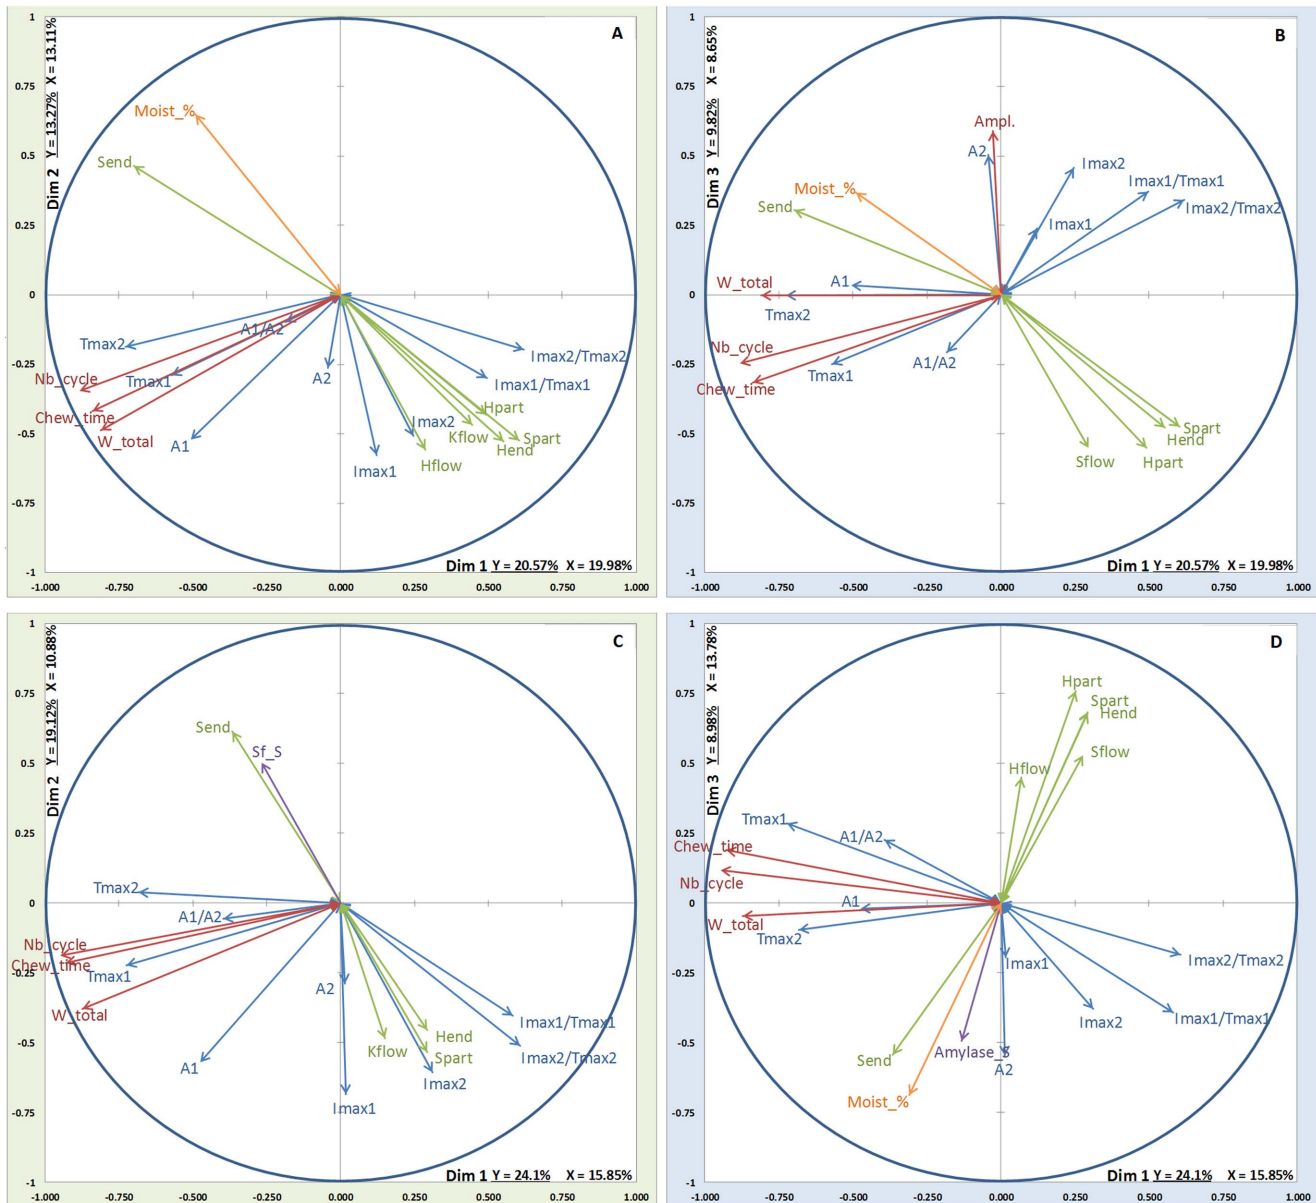 A
Dim 2 Y = 13.27% X = 13.11%
1
0.75
0.5
0.25
0
-0.25
-0.5
-0.75
-1
Moist_%
Send
A1/A2
Tmax2
A2
Imax2/Tmax2
Tmax1
Nb_cycle
Imax1/Tmax1
Hpart
Chew_time
Imax2
W_total
Kflow
Spart
A1
Hend
Hflow
Imax1
Dim 1 Y = 20.57% X = 19.98%
-1.000 -0.750 -0.500 -0.250 0.000 0.250 0.500 0.750 1.000
B
Dim 3 Y = 9.82% X = 8.65%
1
0.75
0.5
0.25
0
-0.25
-0.5
-0.75
-1
Ampl.
A2
Imax2
Moist_%
Imax1/Tmax1
Send
Imax2/Tmax2
Imax1
W_total
A1
Tmax2
Nb_cycle
A1/A2
Tmax1
Chew_time
Spart
Hend
Sflow
Hpart
Dim 1 Y = 20.57% X = 19.98%
-1.000 -0.750 -0.500 -0.250 0.000 0.250 0.500 0.750 1.000
C
Dim 2 Y = 19.12% X = 10.88%
1
0.75
0.5
0.25
0
-0.25
-0.5
-0.75
-1
Send
Sf_S
Tmax2
A1/A2
Nb_cycle
Chew_time
Tmax1
A2
W_total
Imax1/Tmax1
Hend
Kflow
Spart
Imax2/Tmax2
A1
Imax2
Imax1
Dim 1 Y = 24.1% X = 15.85%
-1.000 -0.750 -0.500 -0.250 0.000 0.250 0.500 0.750 1.000
D
Dim 3 Y = 8.98% X = 13.78%
1
0.75
0.5
0.25
0
-0.25
-0.5
-0.75
-1
Hpart
Spart
Hend
Sflow
Hflow
Tmax1
A1/A2
Chew_time
Nb_cycle
A1
W_total
Tmax2
Imax1
Imax2/Tmax2
Imax2
Imax1/Tmax1
Amylase_S
Send
A2
Moist_%
Dim 1 Y = 24.1% X = 15.85%
-1.000 -0.750 -0.500 -0.250 0.000 0.250 0.500 0.750 1.000